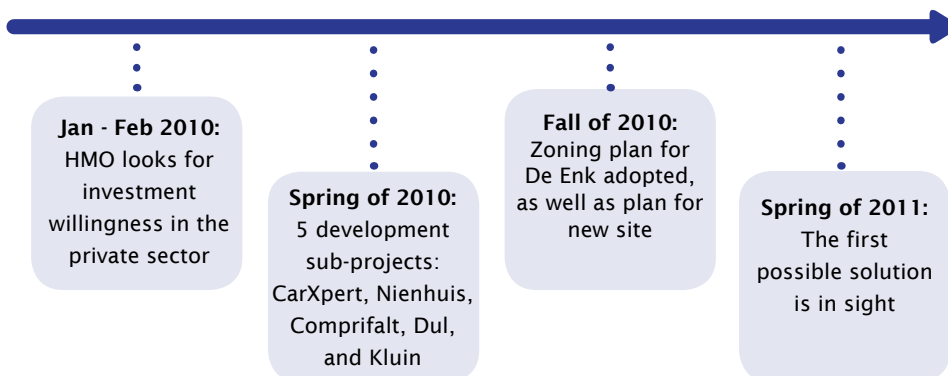 Jan - Feb 2010:
HMO looks for
investment
willingness in the
private sector
Spring of 2010:
5 development
sub-projects:
CarXpert, Nienhuis,
Comprifalt, Dul,
and Kluin
Fall of 2010:
Zoning plan for
De Enk adopted,
as well as plan for
new site
Spring of 2011:
The first
possible solution
is in sight